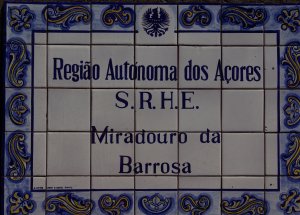 Região Autónoma dos Açores
S.R.H.E.
Miradouro da
Barrosa